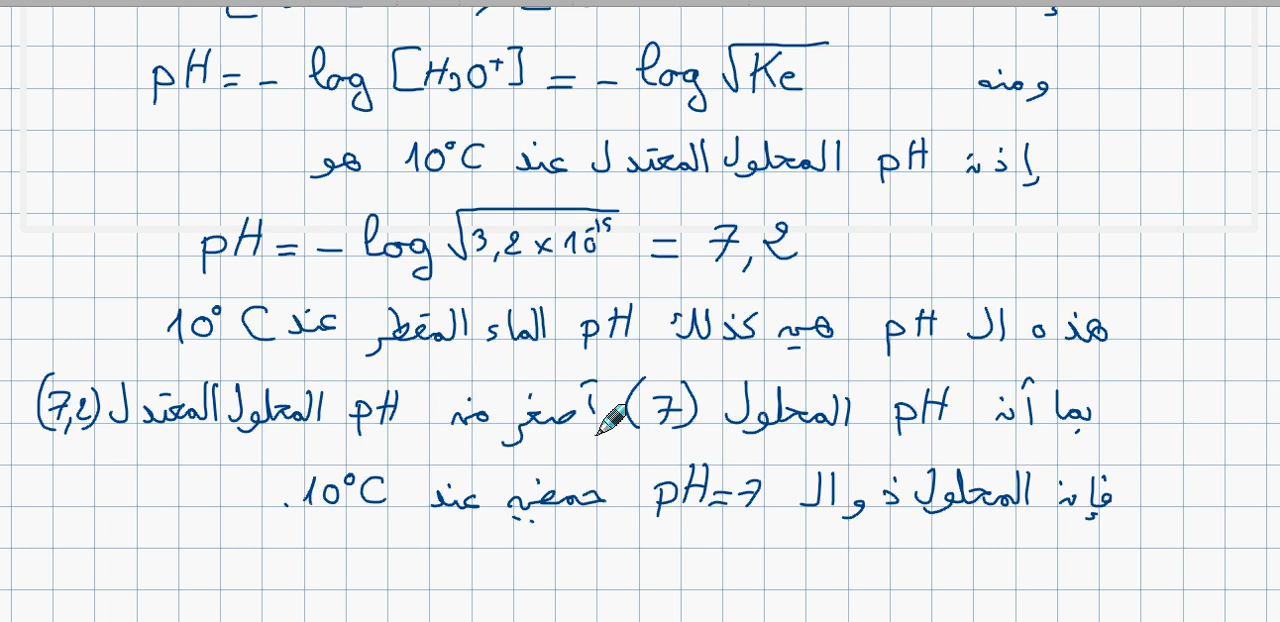 ومنه pH = - log [H3O+] = - log √Ke
إذن pH المحلول المعتدل عند 10°C هو
pH = - log √3,2 × 10^-15 = 7,2
هذه ال pH هي كذلك pH الماء المقطر عند 10°C
بما أن pH المحلول (7) أصغر من pH المحلول المعتدل (7,2)
فإن المحلول ذو ال pH=7 حمضي عند 10°C.